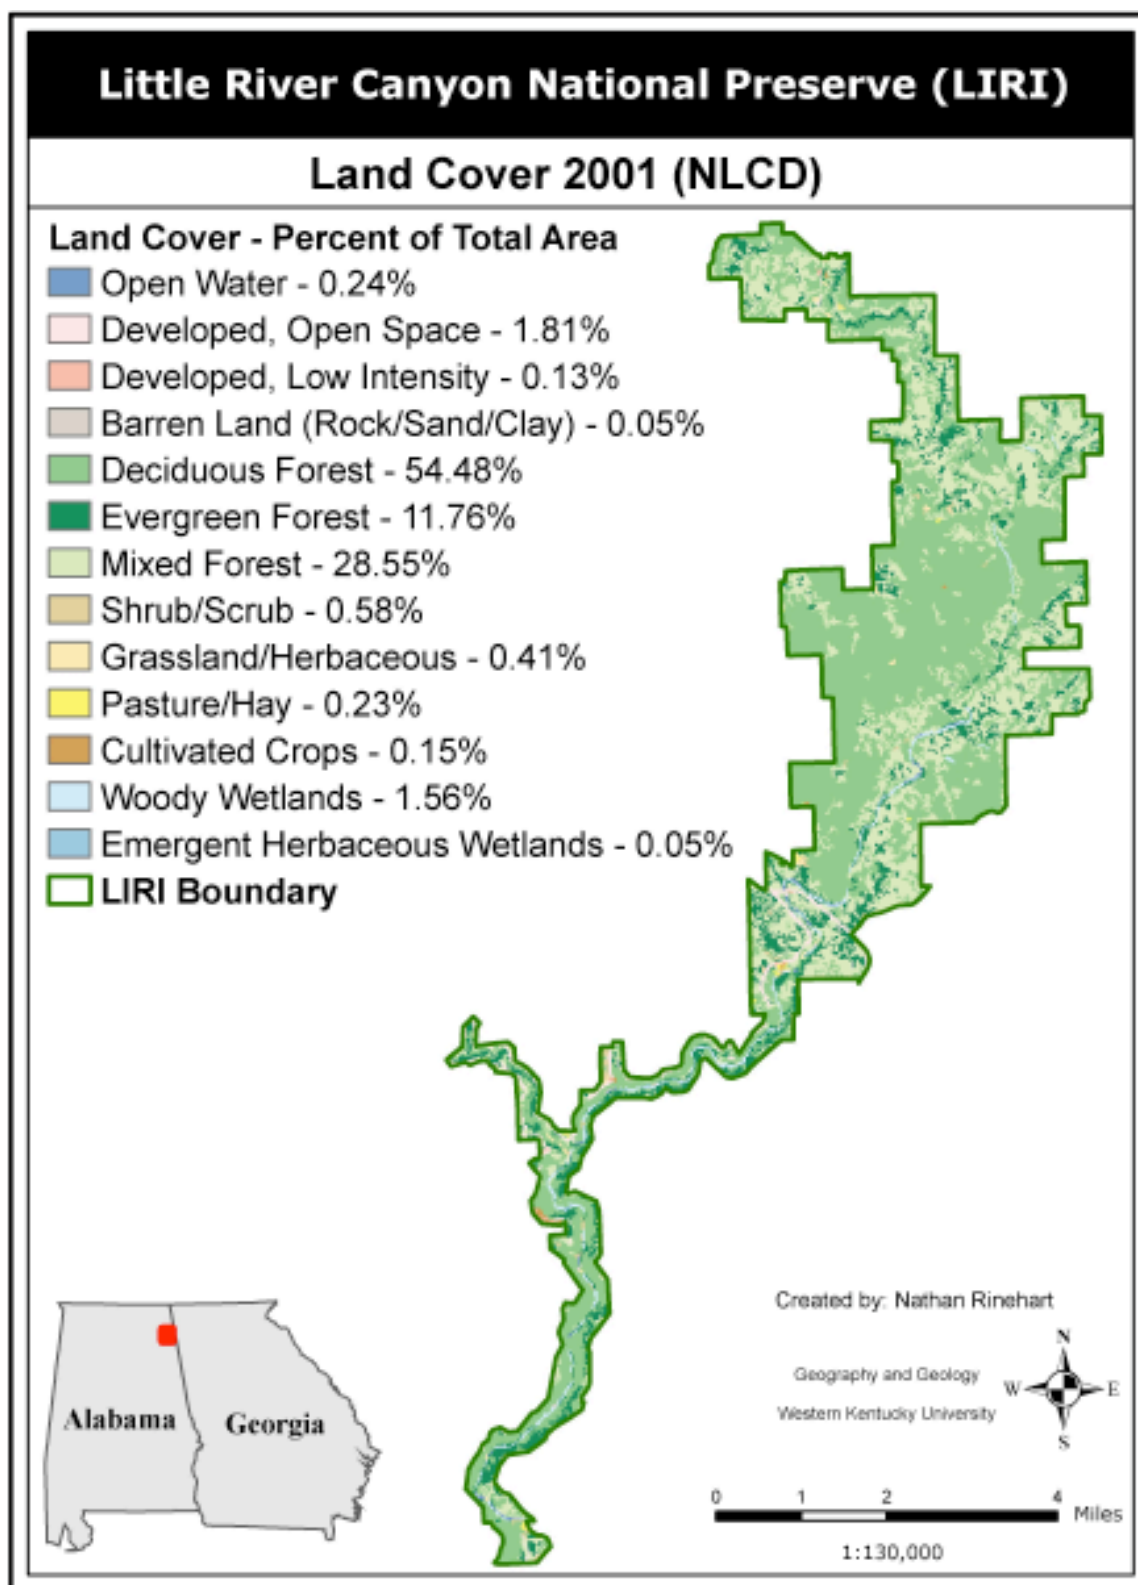 Little River Canyon National Preserve (LIRI)
Land Cover 2001 (NLCD)
Land Cover - Percent of Total Area
Open Water - 0.24%
Developed, Open Space - 1.81%
Developed, Low Intensity - 0.13%
Barren Land (Rock/Sand/Clay) - 0.05%
Deciduous Forest - 54.48%
Evergreen Forest - 11.76%
Mixed Forest - 28.55%
Shrub/Scrub - 0.58%
Grassland/Herbaceous - 0.41%
Pasture/Hay - 0.23%
Cultivated Crops - 0.15%
Woody Wetlands - 1.56%
Emergent Herbaceous Wetlands - 0.05%
LIRI Boundary
Alabama
Georgia
Created by: Nathan Rinehart
Geography and Geology
Western Kentucky University
N
W E
S
0 1 2 4
Miles
1:130,000